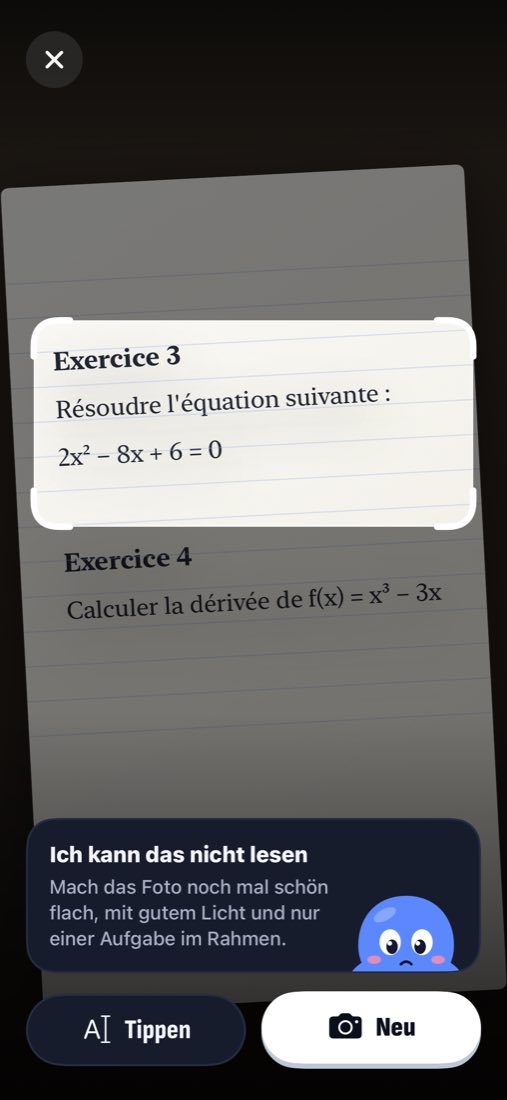 Exercice 3
Résoudre l'équation suivante :
2x² − 8x + 6 = 0
Exercice 4
Calculer la dérivée de f(x) = x³ − 3x
Ich kann das nicht lesen
Mach das Foto noch mal schön
flach, mit gutem Licht und nur
einer Aufgabe im Rahmen.
Tippen
Neu